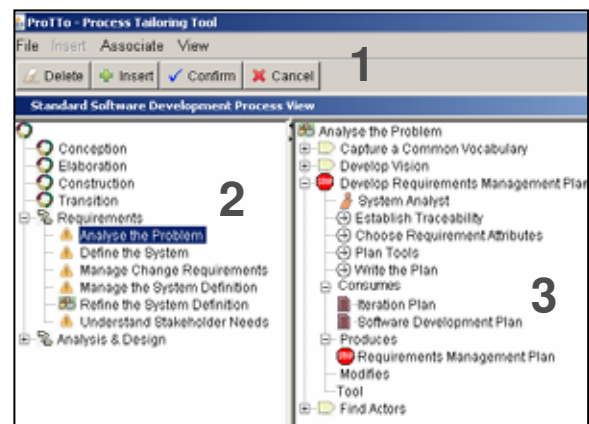 ProTTo - Process Tailoring Tool
File Insert Associate View
Delete Insert Confirm Cancel
1
Standard Software Development Process View
Conception
Elaboration
Construction
Transition
Requirements
Analyse the Problem
Define the System
Manage Change Requirements
Manage the System Definition
Refine the System Definition
Understand Stakeholder Needs
Analysis & Design
2
Analyse the Problem
Capture a Common Vocabulary
Develop Vision
STOP Develop Requirements Management Plan
System Analyst
Establish Traceability
Choose Requirement Attributes
Plan Tools
Write the Plan
Consumes
Iteration Plan
Software Development Plan
Produces
STOP Requirements Management Plan
Modifies
Tool
Find Actors
3